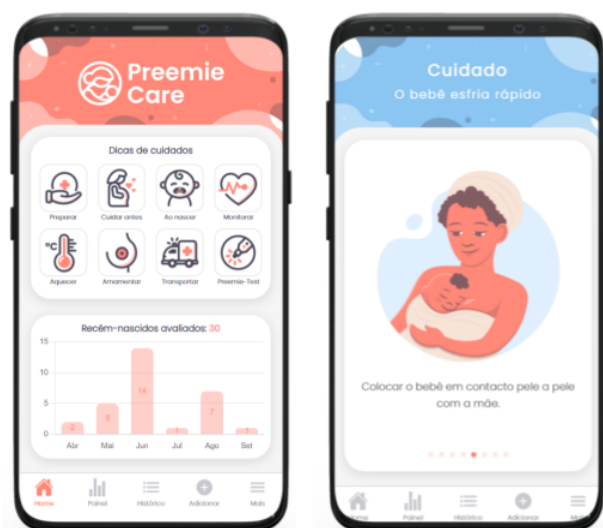 Preemie
Care
Dicas de cuidados
Preparar
Cuidar antes
Ao nascer
Monitorar
°C
Aquecer
Amamentar
Transportar
Preemie-Test
Recém-nascidos avaliados: 30
15
10
5
0
2
5
14
1
7
1
Abr
Mai
Jun
Jul
Ago
Set
Home
Painel
Histórico
Adicionar
Mais
Cuidado
O bebê esfria rápido
Colocar o bebê em contacto pele a pele
com a mãe.
Home
Painel
Histórico
Adicionar
Mais